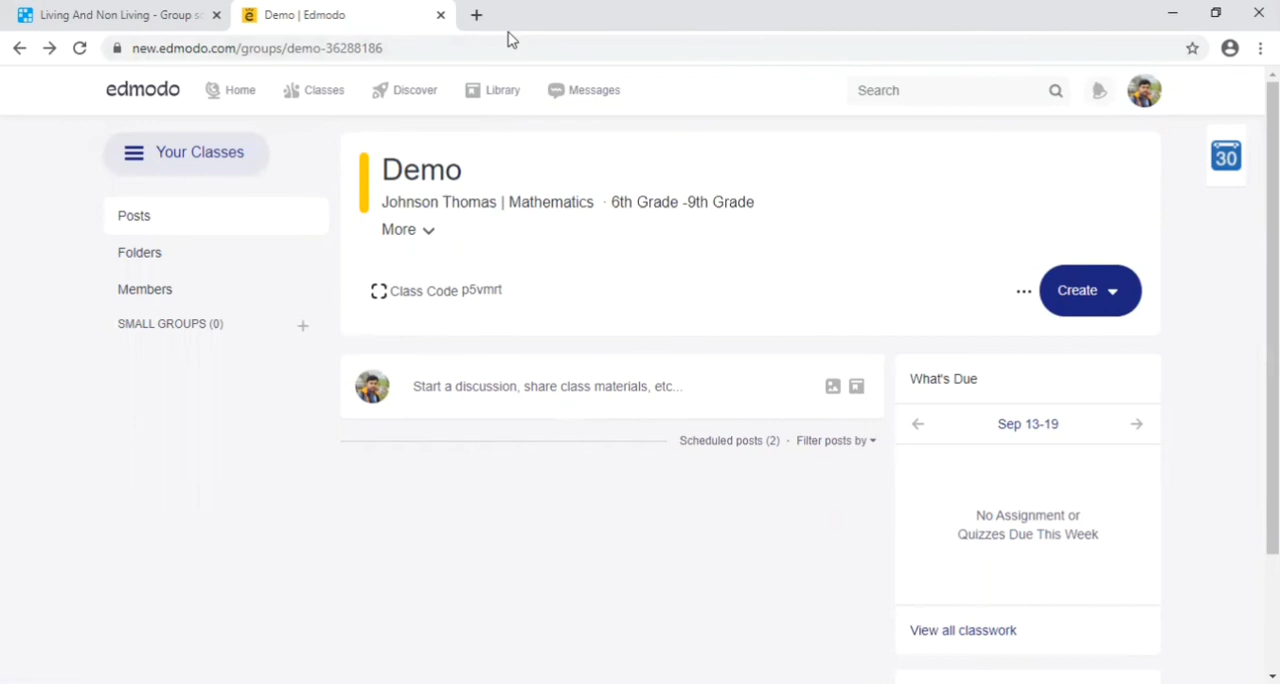 Living And Non Living - Group s
Demo | Edmodo
new.edmodo.com/groups/demo-36288186
edmodo
Home
Classes
Discover
Library
Messages
Search
Your Classes
Posts
Folders
Members
SMALL GROUPS (0)
Demo
Johnson Thomas | Mathematics · 6th Grade -9th Grade
More
Class Code p5vmrt
Create
30
Start a discussion, share class materials, etc...
Scheduled posts (2) · Filter posts by
What's Due
Sep 13-19
No Assignment or
Quizzes Due This Week
View all classwork